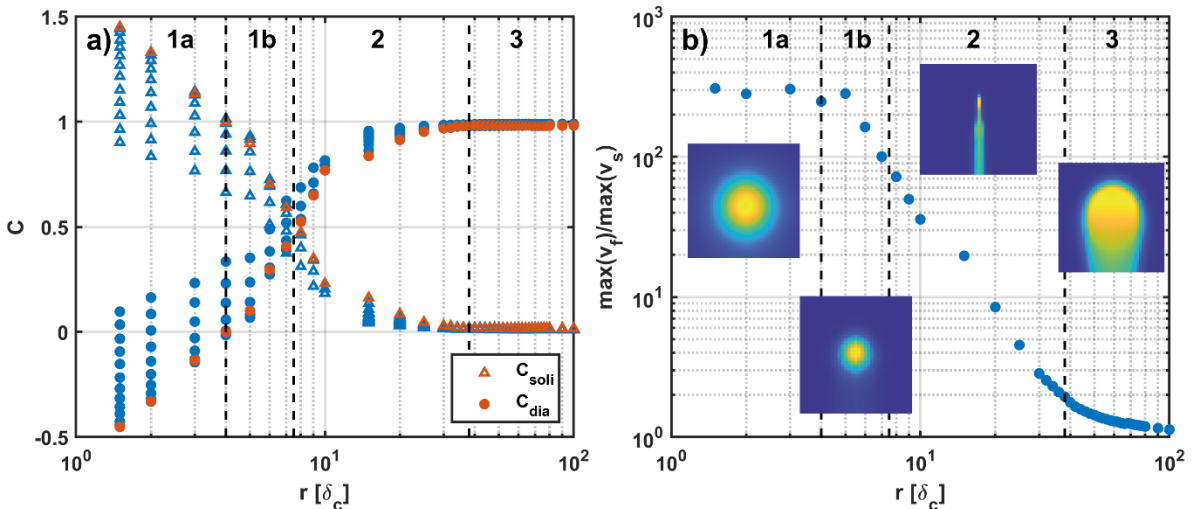 a)
1a
1b
2
3
1.5
1
0.5
0
-0.5
C
C_soli
C_dia
10^0
10^1
10^2
r [δ_c]
b)
1a
1b
2
3
10^3
10^2
10^1
10^0
max(v_f)/max(v_s)
10^0
10^1
10^2
r [δ_c]